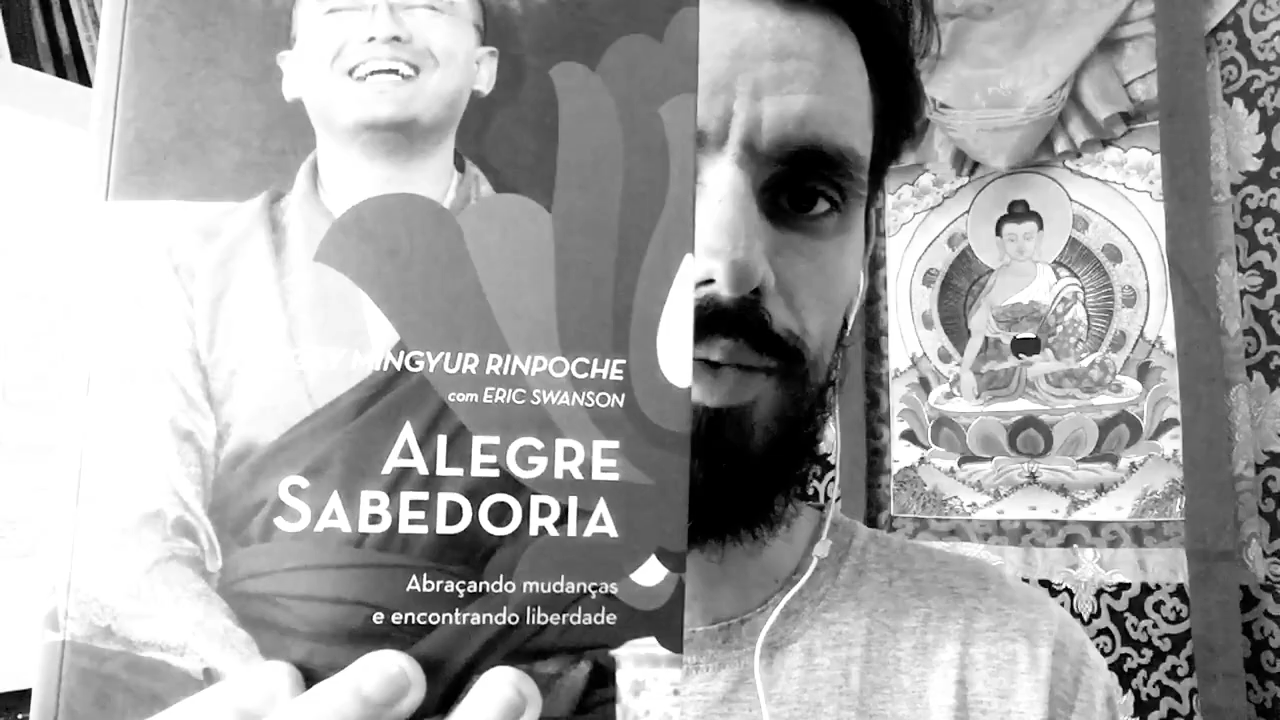 MINGYUR RINPOCHE
com ERIC SWANSON
ALEGRE
SABEDORIA
Abraçando mudanças
e encontrando liberdade